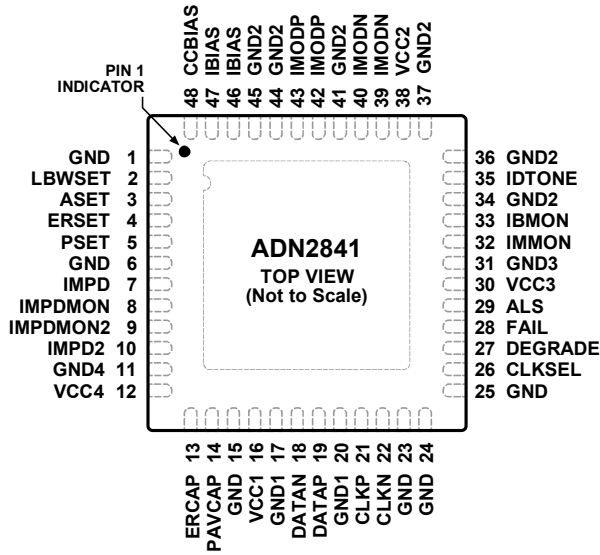 48 CCBIAS
47 IBIAS
46 IBIAS
45 GND2
44 GND2
43 IMODP
42 IMODP
41 GND2
40 IMODN
39 IMODN
38 VCC2
37 GND2
PIN 1
INDICATOR
GND 1
LBWSET 2
ASET 3
ERSET 4
PSET 5
GND 6
IMPD 7
IMPDMON 8
IMPDMON2 9
IMPD2 10
GND4 11
VCC4 12
ADN2841
TOP VIEW
(Not to Scale)
36 GND2
35 IDTONE
34 GND2
33 IBMON
32 IMMON
31 GND3
30 VCC3
29 ALS
28 FAIL
27 DEGRADE
26 CLKSEL
25 GND
ERCAP 13
PAVCAP 14
GND 15
VCC1 16
GND1 17
DATAN 18
DATAP 19
GND1 20
CLKP 21
CLKN 22
GND 23
GND 24